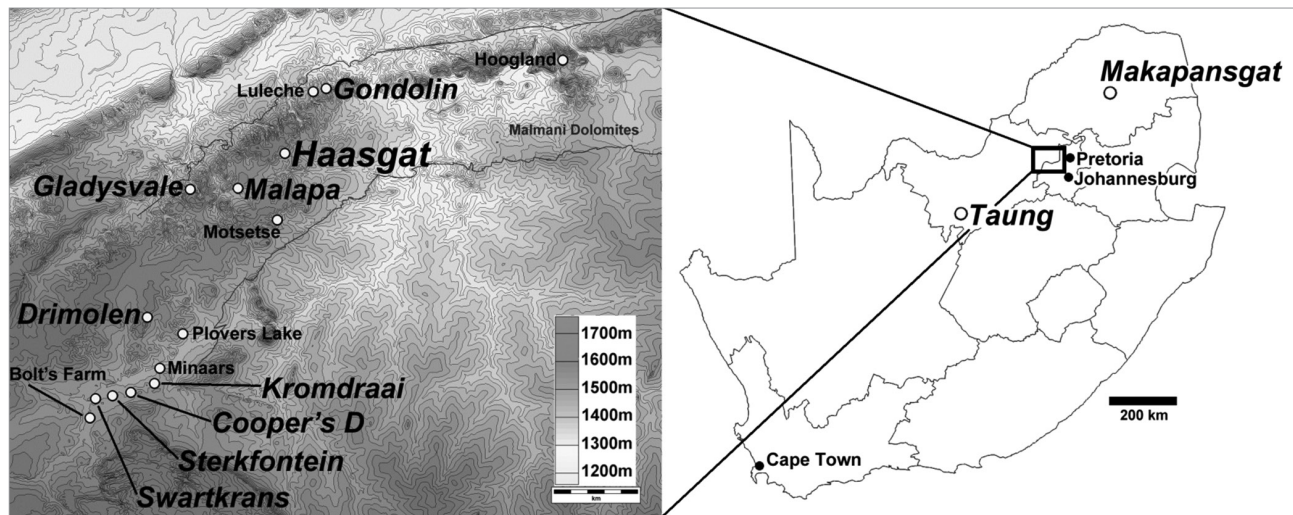 Hoogland
Luleche
Gondolin
Malmani Dolomites
Haasgat
Gladysvale
Malapa
Motsetse
Drimolen
Plovers Lake
Minaars
Bolt's Farm
Kromdraai
Cooper's D
Sterkfontein
Swartkrans
1700m
1600m
1500m
1400m
1300m
1200m
km
Makapansgat
Pretoria
Johannesburg
Taung
200 km
Cape Town